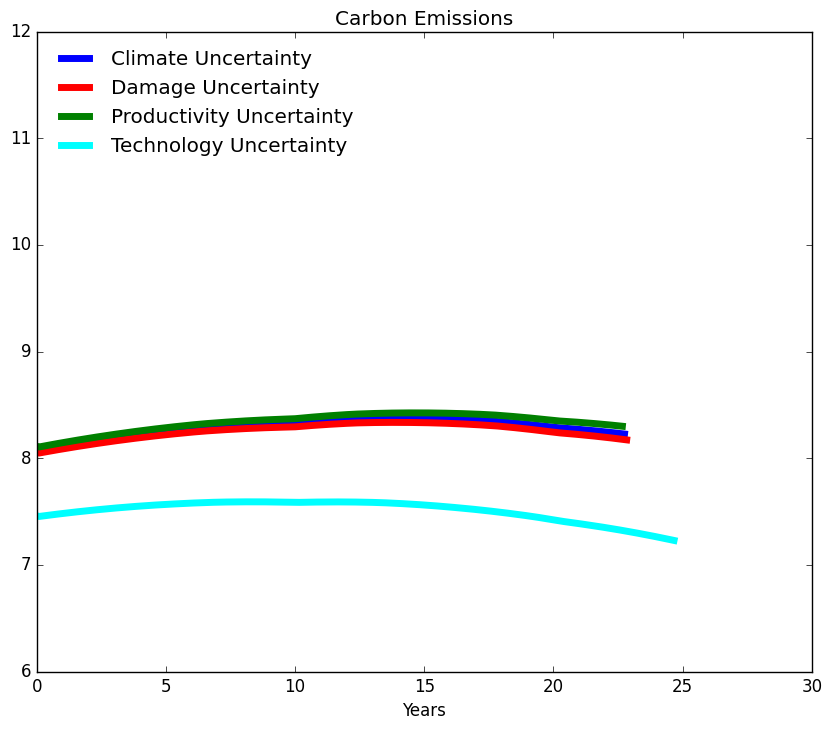 Carbon Emissions
12
11
10
9
8
7
6
Climate Uncertainty
Damage Uncertainty
Productivity Uncertainty
Technology Uncertainty
0 5 10 15 20 25 30
Years